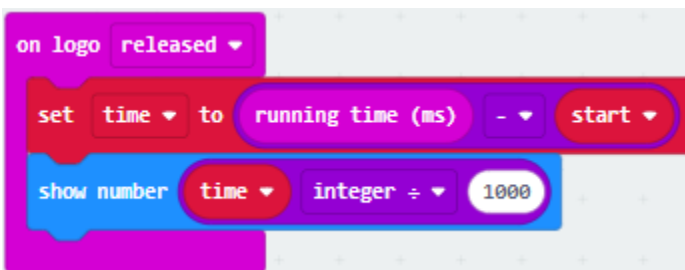 on logo released
set time to running time (ms) - start
show number time integer ÷ 1000